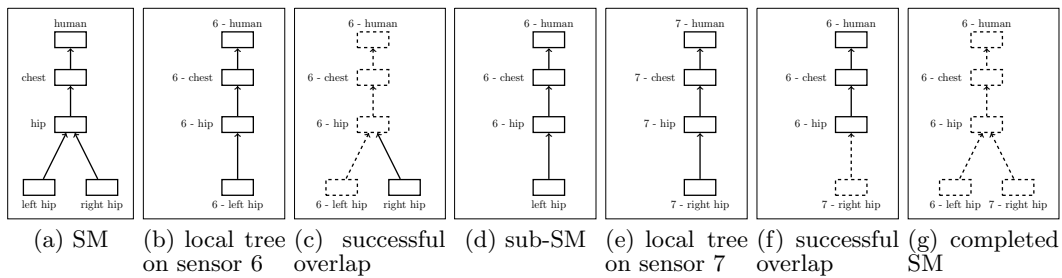 human
chest
hip
left hip right hip
(a) SM
6 - human
6 - chest
6 - hip
6 - left hip
(b) local tree
on sensor 6
6 - human
6 - chest
6 - hip
6 - left hip right hip
(c) successful
overlap
6 - human
6 - chest
6 - hip
left hip
(d) sub-SM
7 - human
7 - chest
7 - hip
7 - right hip
(e) local tree
on sensor 7
6 - human
6 - chest
6 - hip
7 - right hip
(f) successful
overlap
6 - human
6 - chest
6 - hip
6 - left hip 7 - right hip
(g) completed
SM